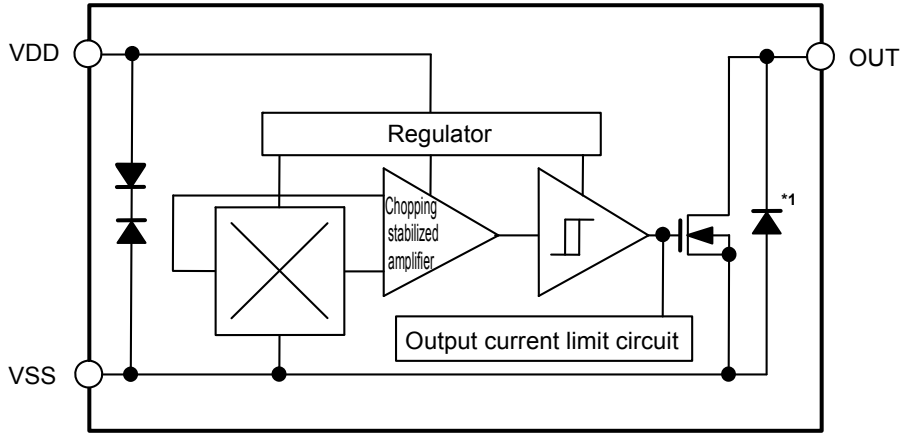 VDD
OUT
Regulator
Chopping
stabilized
amplifier
*1
Output current limit circuit
VSS